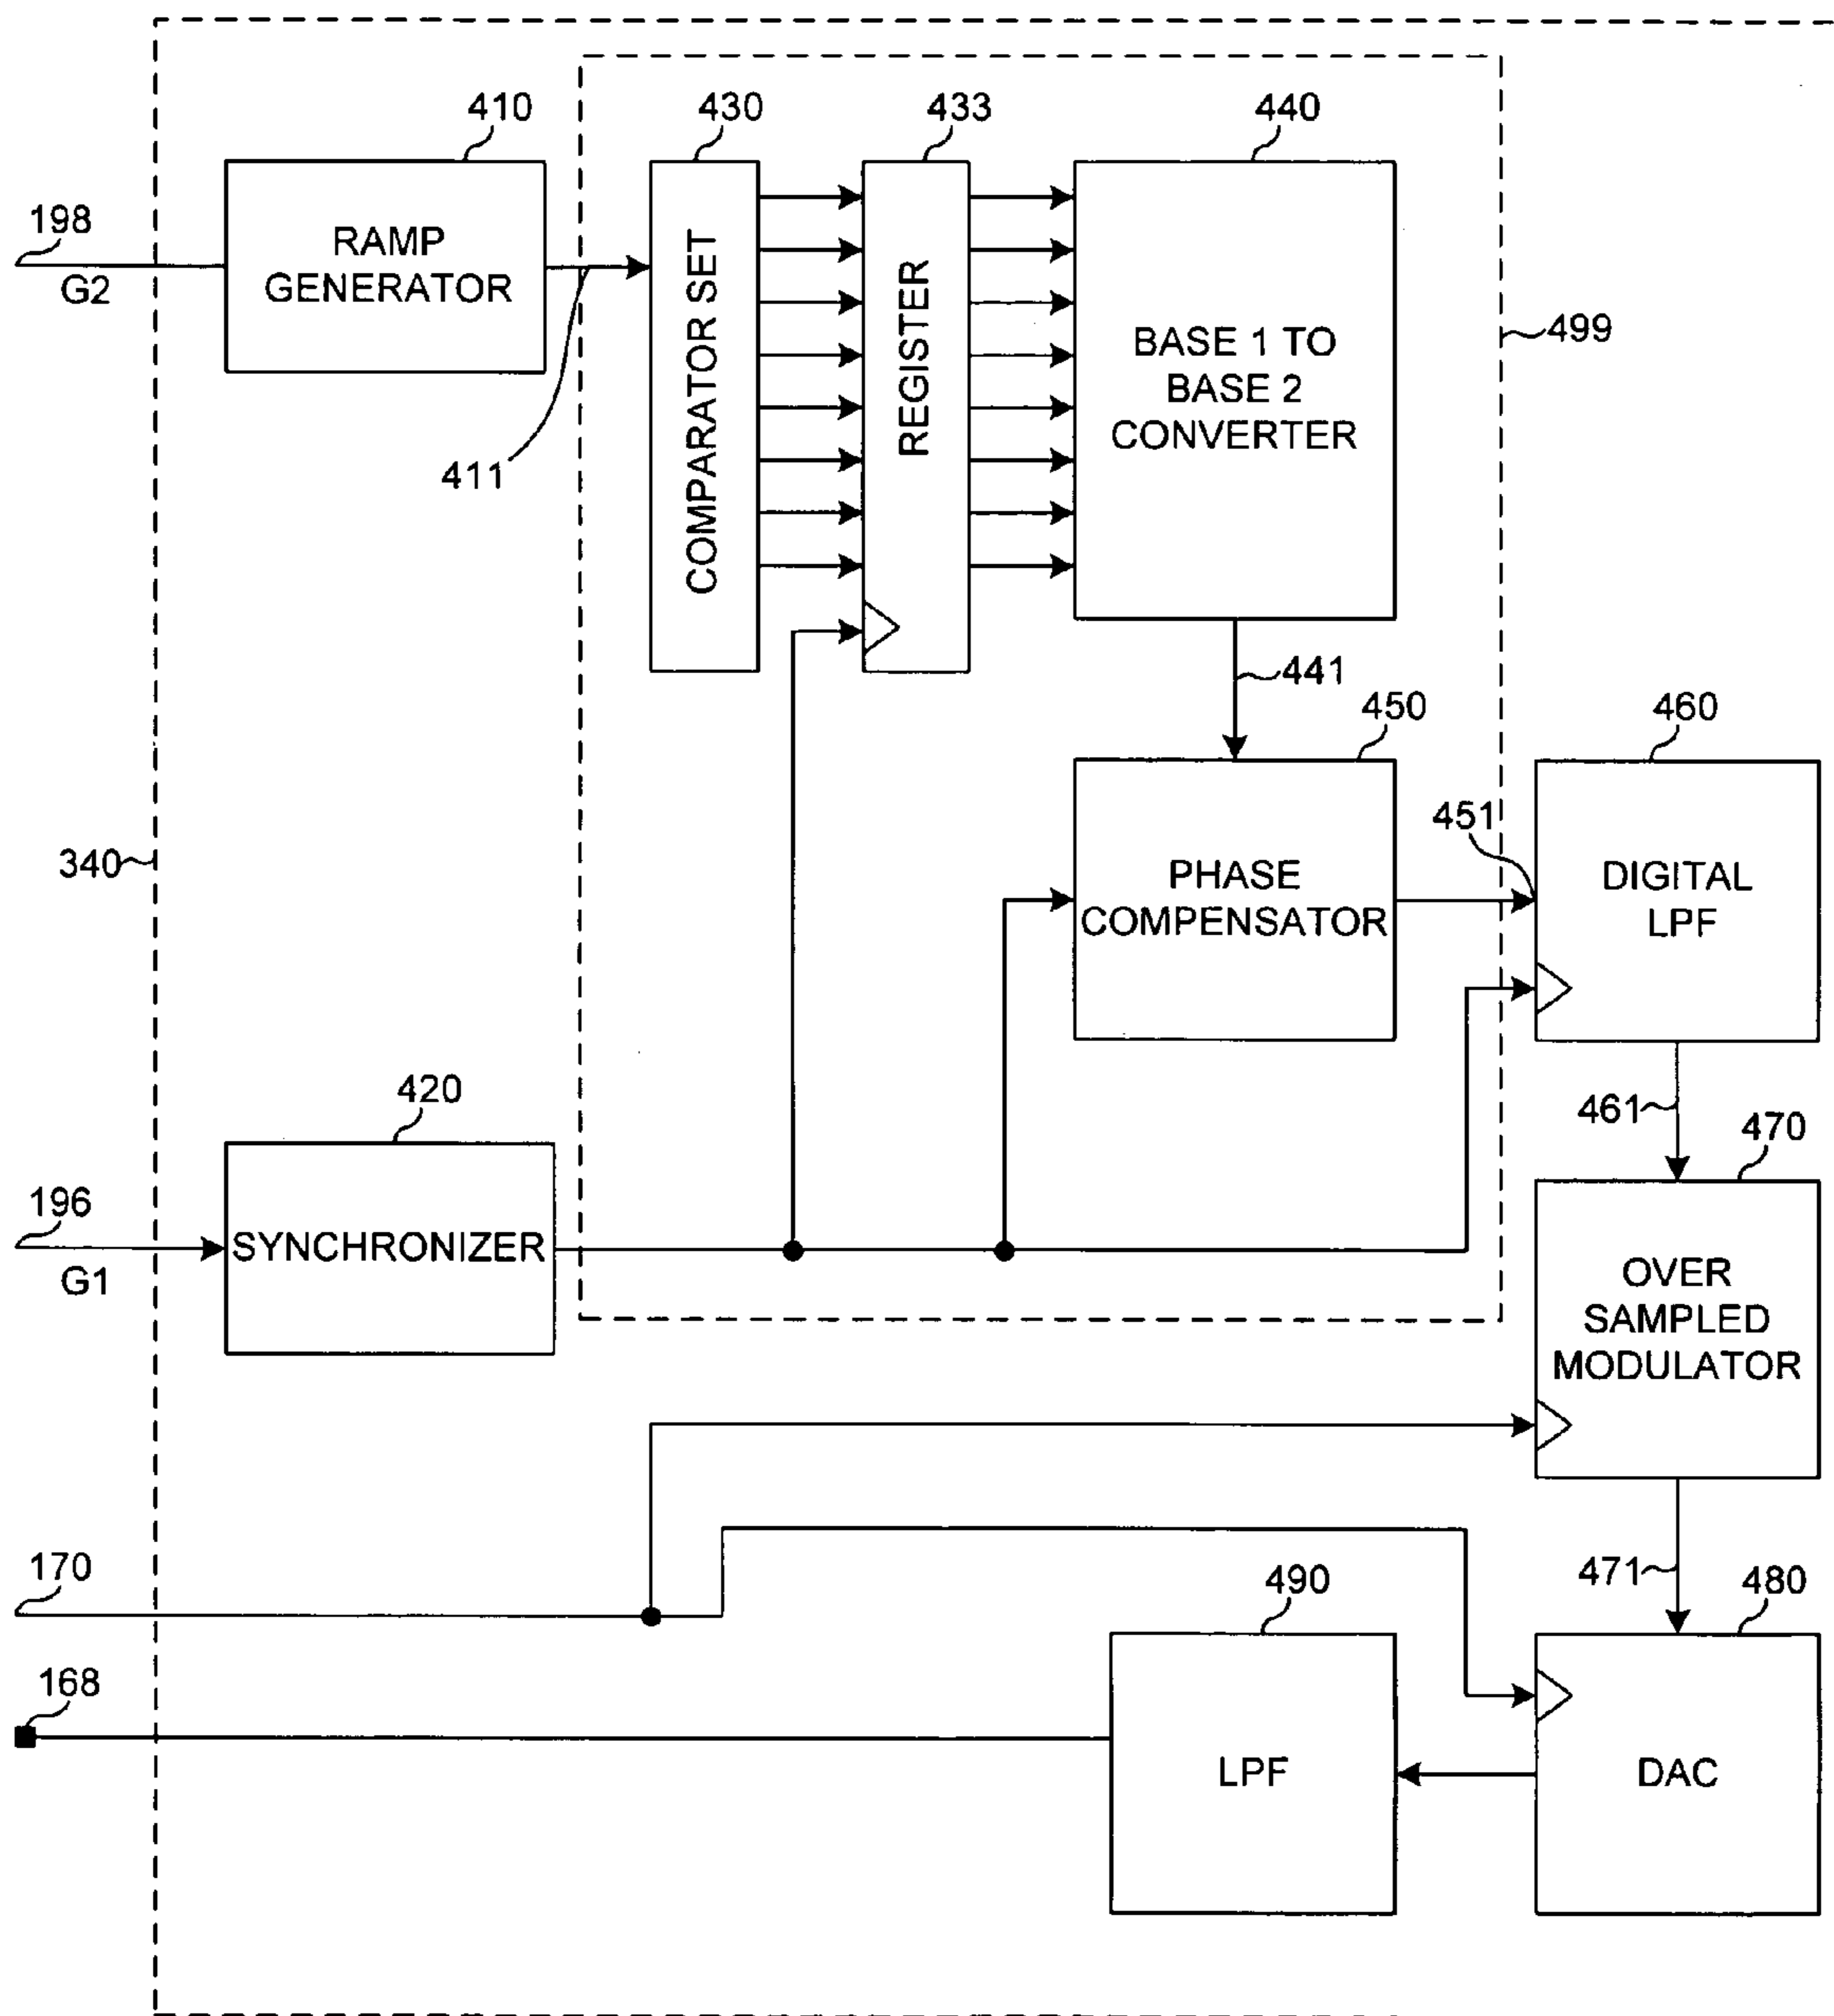 410
430
433
440
198
G2
RAMP
GENERATOR
411
COMPARATOR SET
REGISTER
BASE 1 TO
BASE 2
CONVERTER
499
441
450
460
451
340
PHASE
COMPENSATOR
DIGITAL
LPF
420
461
470
196
G1
SYNCHRONIZER
OVER
SAMPLED
MODULATOR
170
490
471
480
168
LPF
DAC